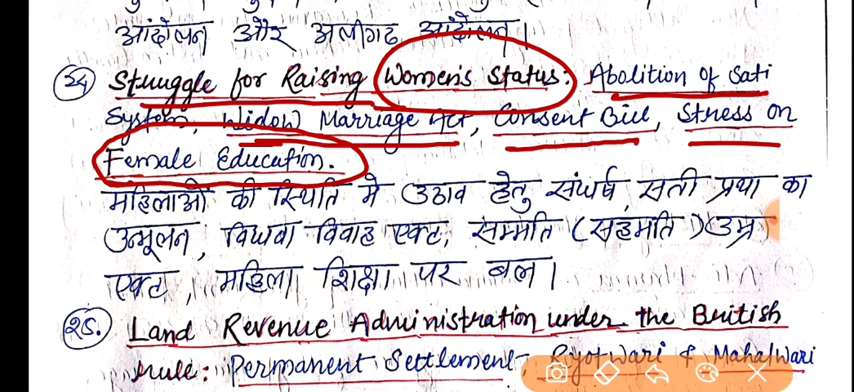 आंदोलन और अलीगढ आंदोलन।
24 Struggle for Raising Women's Status: Abolition of Sati
System, Widow Marriage Act, Consent Bill, Stress on
Female Education.
महिलाओं की स्थिति में उठाव हेतु संघर्ष, सती प्रथा का
उन्मूलन, विधवा विवाह एक्ट, सम्मति (सहमति) उम्र
एक्ट, महिला शिक्षा पर बल।
25. Land Revenue Administration under the British
rule: Permanent Settlement, Ryotwari & Mahalwari